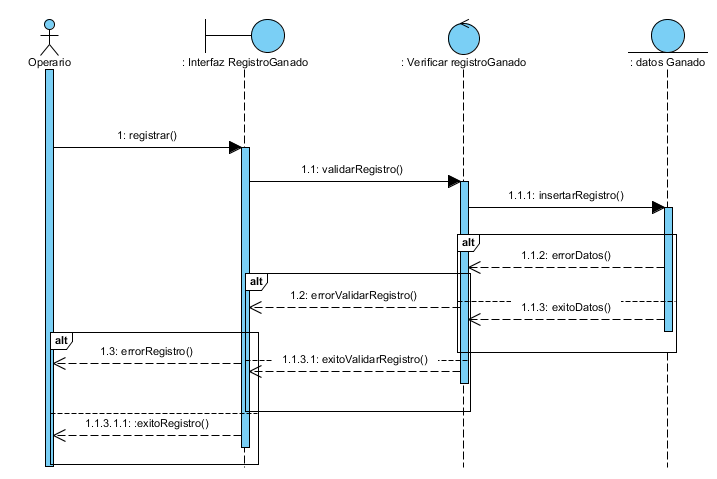 Operario
: Interfaz RegistroGanado
: Verificar registroGanado
: datos Ganado
1: registrar()
1.1: validarRegistro()
1.1.1: insertarRegistro()
alt
1.1.2: errorDatos()
alt
1.2: errorValidarRegistro()
1.1.3: exitoDatos()
alt
1.3: errorRegistro()
1.1.3.1: exitoValidarRegistro()
1.1.3.1.1: :exitoRegistro()